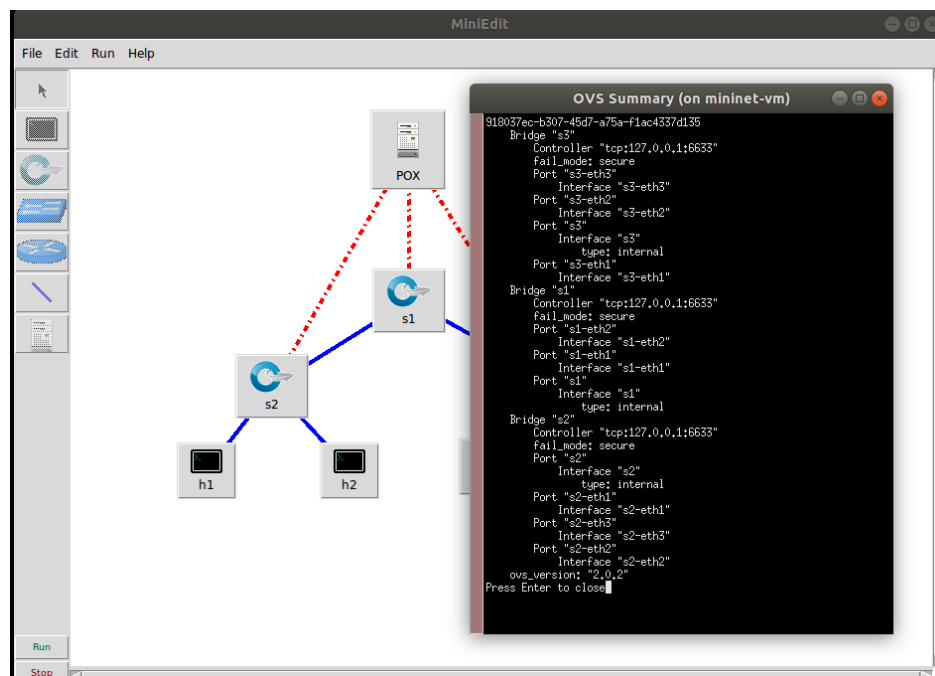 MiniEdit
File Edit Run Help
POX
s1
s2
h1
h2
Run
Stop
OVS Summary (on mininet-vm)
918037ec-b307-45d7-a75a-f1ac4337d135
Bridge "s3"
Controller "tcp:127.0.0.1:6633"
fail_mode: secure
Port "s3-eth3"
Interface "s3-eth3"
Port "s3-eth2"
Interface "s3-eth2"
Port "s3"
Interface "s3"
type: internal
Port "s3-eth1"
Interface "s3-eth1"
Bridge "s1"
Controller "tcp:127.0.0.1:6633"
fail_mode: secure
Port "s1-eth2"
Interface "s1-eth2"
Port "s1-eth1"
Interface "s1-eth1"
Port "s1"
Interface "s1"
type: internal
Bridge "s2"
Controller "tcp:127.0.0.1:6633"
fail_mode: secure
Port "s2"
Interface "s2"
type: internal
Port "s2-eth1"
Interface "s2-eth1"
Port "s2-eth3"
Interface "s2-eth3"
Port "s2-eth2"
Interface "s2-eth2"
ovs_version: "2.0.2"
Press Enter to close